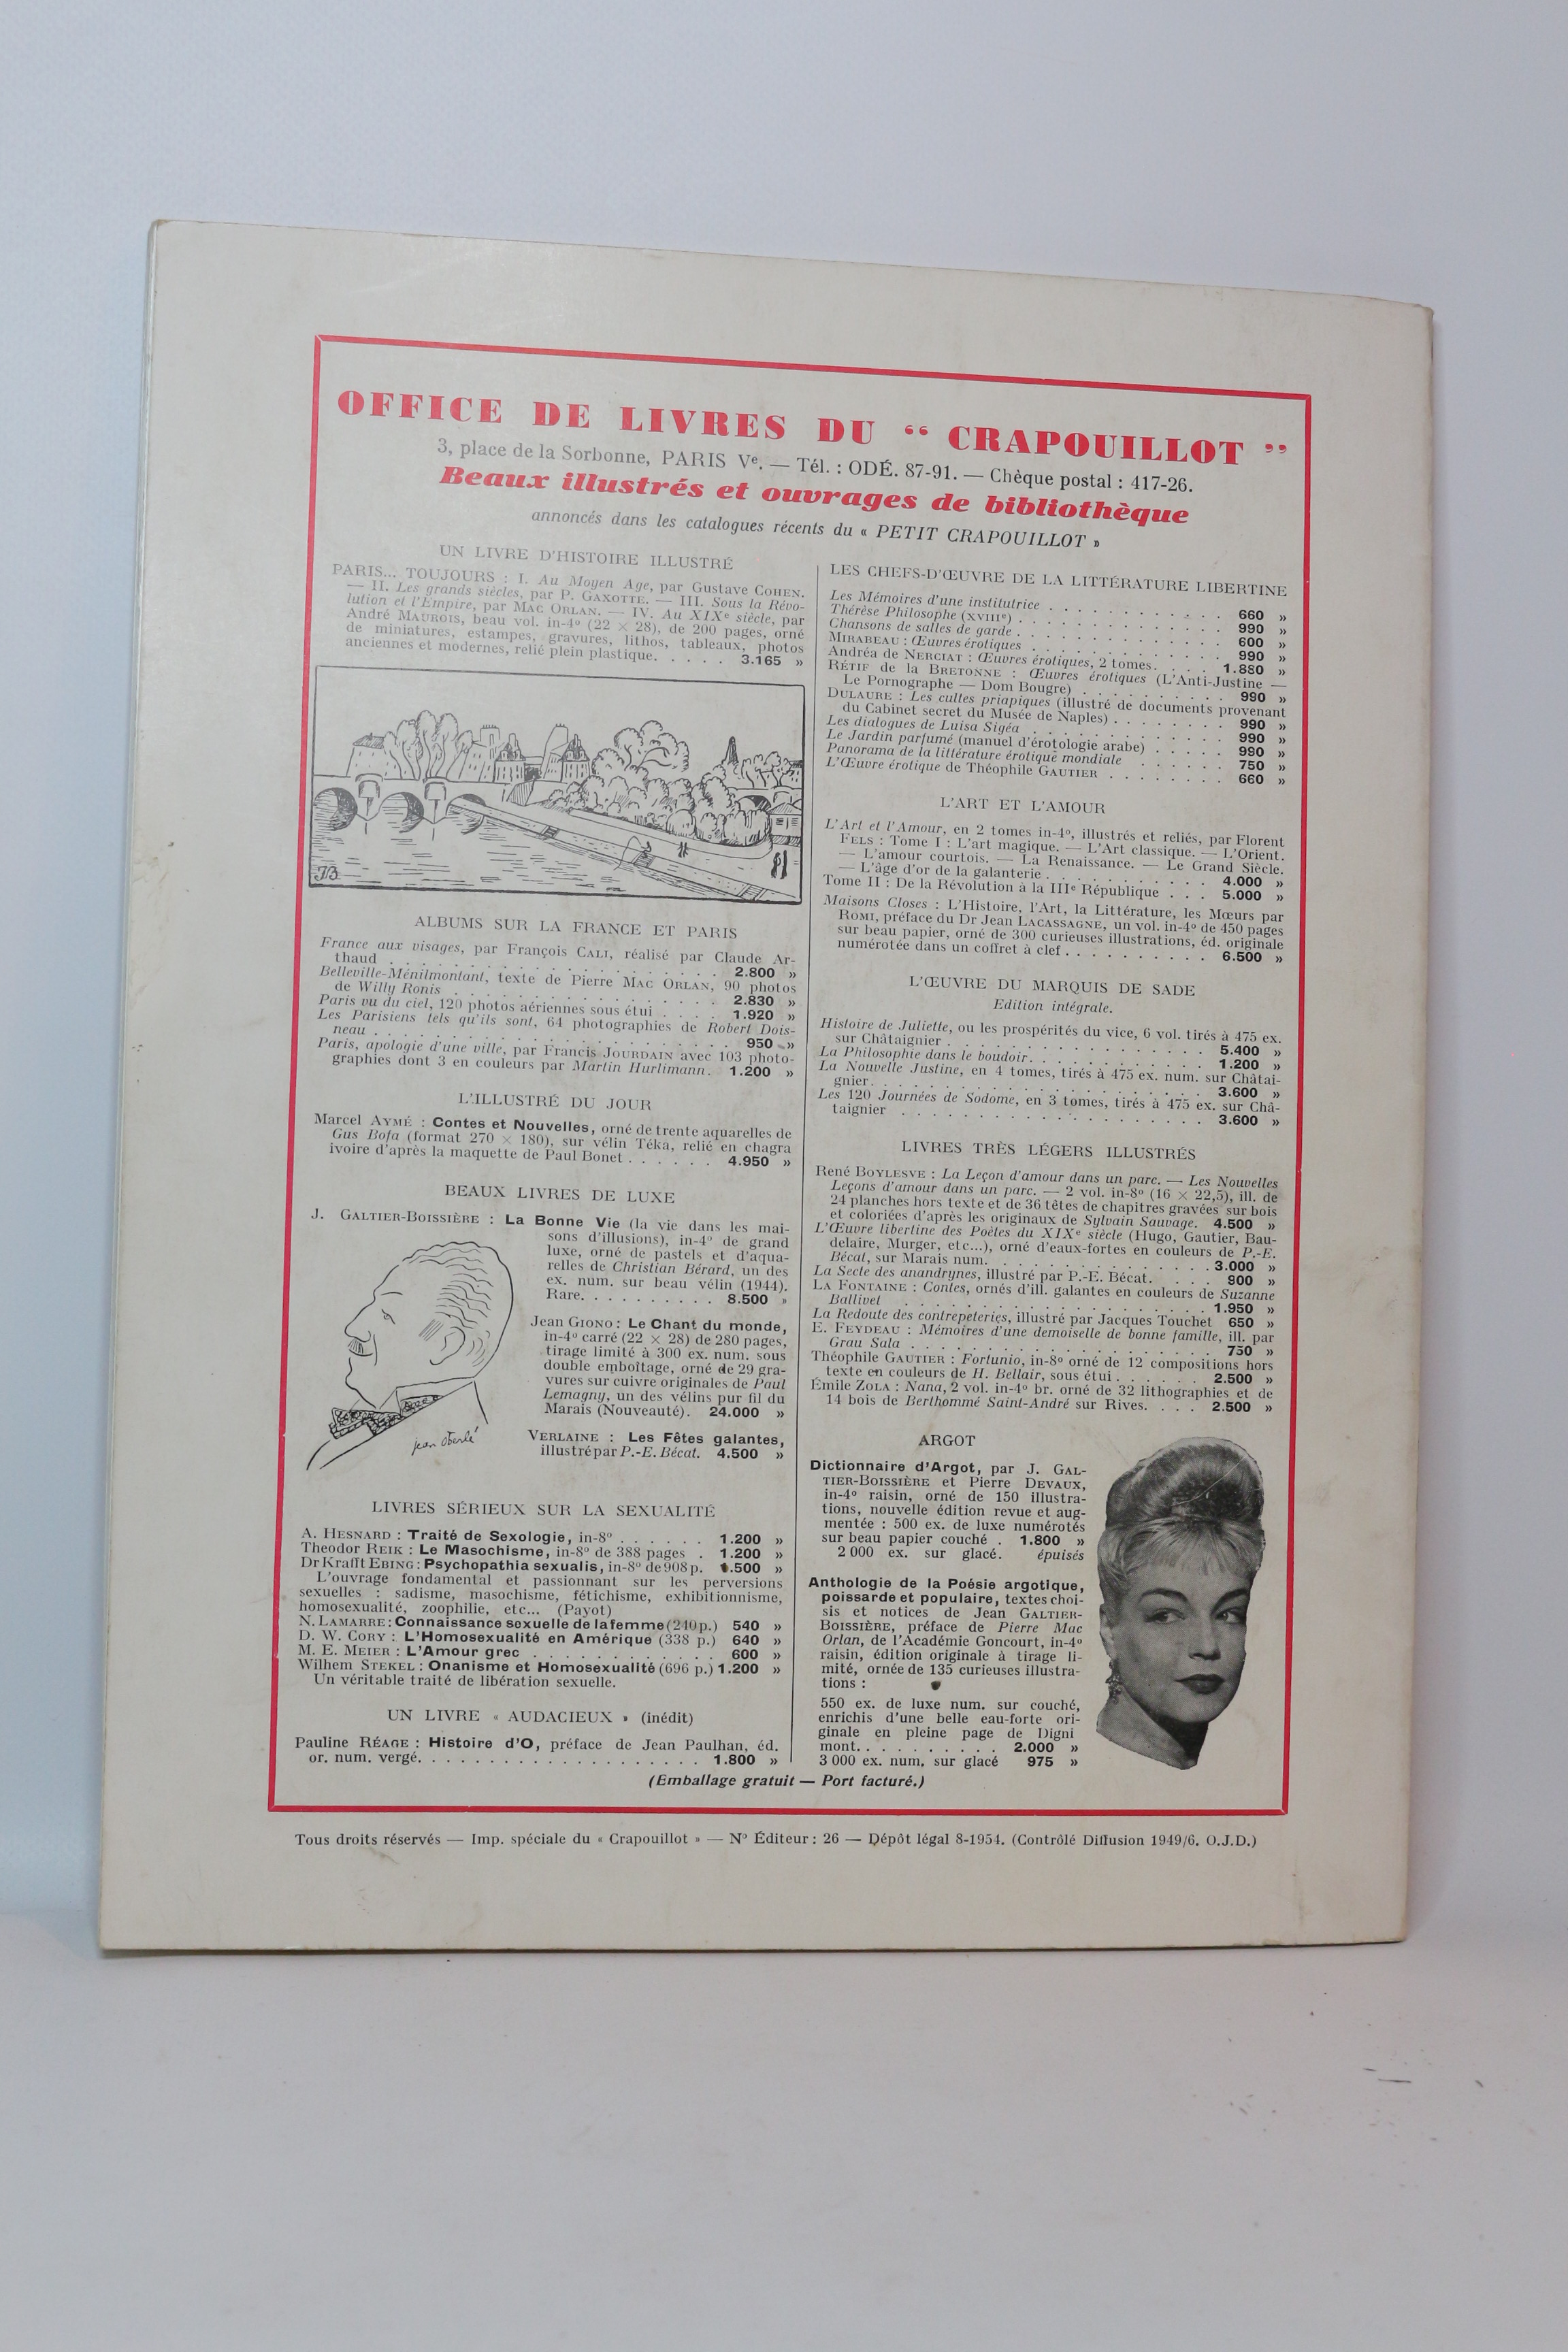 OFFICE DE LIVRES DU “ CRAPOUILLOT ”
3, place de la Sorbonne, PARIS Vᵉ. — Tél. : ODÉ. 87-91. — Chèque postal : 417-26.
Beaux illustrés et ouvrages de bibliothèque
annoncés dans les catalogues récents du « PETIT CRAPOUILLOT »
UN LIVRE D'HISTOIRE ILLUSTRÉ
PARIS... TOUJOURS : I. Au Moyen Age, par Gustave COHEN.
— II. Les grands siècles, par P. GAXOTTE. — III. Sous la Révo-
lution et l'Empire, par MAC ORLAN. — IV. Au XIXᵉ siècle, par
André MAUROIS, beau vol. in-4º (22 × 28), de 200 pages, orné
de miniatures, estampes, gravures, lithos, tableaux, photos
anciennes et modernes, relié plein plastique. . . . . . 3.165 »
JB
ALBUMS SUR LA FRANCE ET PARIS
France aux visages, par François CALI, réalisé par Claude Ar-
thaud . . . . . . . . . . . . . . . . . 2.800 »
Belleville-Ménilmontant, texte de Pierre MAC ORLAN, 90 photos
de Willy Ronis . . . . . . . . . . . . . . 2.830 »
Paris vu du ciel, 120 photos aériennes sous étui . . . . 1.920 »
Les Parisiens tels qu'ils sont, 64 photographies de Robert Dois-
neau . . . . . . . . . . . . . . . . . 950 »
Paris, apologie d'une ville, par Francis JOURDAIN avec 103 photo-
graphies dont 3 en couleurs par Martin Hurlimann. 1.200 »
L'ILLUSTRÉ DU JOUR
Marcel AYMÉ : Contes et Nouvelles, orné de trente aquarelles de
Gus Bofa (format 270 × 180), sur vélin Téka, relié en chagra
ivoire d'après la maquette de Paul Bonet . . . . . . 4.950 »
BEAUX LIVRES DE LUXE
J. GALTIER-BOISSIÈRE : La Bonne Vie (la vie dans les mai-
sons d'illusions), in-4º de grand
luxe, orné de pastels et d'aqua-
relles de Christian Bérard, un des
ex. num. sur beau vélin (1944).
Rare. . . . . . . . . . 8.500 »
Jean GIONO : Le Chant du monde,
in-4º carré (22 × 28) de 280 pages,
tirage limité à 300 ex. num. sous
double emboîtage, orné de 29 gra-
vures sur cuivre originales de Paul
Lemagny, un des vélins pur fil du
Marais (Nouveauté). 24.000 »
jean oberlé
VERLAINE : Les Fêtes galantes,
illustré par P.-E. Bécat. 4.500 »
LIVRES SÉRIEUX SUR LA SEXUALITÉ
A. HESNARD : Traité de Sexologie, in-8º . . . . . . 1.200 »
Theodor REIK : Le Masochisme, in-8º de 388 pages . 1.200 »
Dr Krafft EBING : Psychopathia sexualis, in-8º de 908 p. .500 »
L'ouvrage fondamental et passionnant sur les perversions
sexuelles : sadisme, masochisme, fétichisme, exhibitionnisme,
homosexualité, zoophilie, etc... (Payot)
N. LAMARRE : Connaissance sexuelle de la femme (240 p.) 540 »
D. W. CORY : L'Homosexualité en Amérique (338 p.) 640 »
M. E. MEIER : L'Amour grec . . . . . . . . . . 600 »
Wilhem STEKEL : Onanisme et Homosexualité (696 p.) 1.200 »
Un véritable traité de libération sexuelle.
UN LIVRE « AUDACIEUX » (inédit)
Pauline RÉAGE : Histoire d'O, préface de Jean Paulhan, éd.
or. num. vergé. . . . . . . . . . . . . . . . . . 1.800 »
LES CHEFS-D'ŒUVRE DE LA LITTÉRATURE LIBERTINE
Les Mémoires d'une institutrice . . . . . . . . . . 660 »
Thérèse Philosophe (XVIIIᵉ) . . . . . . . . . . . . 990 »
Chansons de salles de garde . . . . . . . . . . . . 600 »
MIRABEAU : Œuvres érotiques . . . . . . . . . . . 990 »
Andréa de NERCIAT : Œuvres érotiques, 2 tomes. . . . . 1.880 »
RÉTIF de la BRETONNE : Œuvres érotiques (L'Anti-Justine —
Le Pornographe — Dom Bougre) . . . . . . . . . . 990 »
DULAURE : Les cultes priapiques (illustré de documents provenant
du Cabinet secret du Musée de Naples) . . . . . . . . 990 »
Les dialogues de Luisa Sigéa . . . . . . . . . . . 990 »
Le Jardin parfumé (manuel d'érotologie arabe) . . . . . 990 »
Panorama de la littérature érotique mondiale . . . . . . 750 »
L'Œuvre érotique de Théophile GAUTIER . . . . . . . . 660 »
L'ART ET L'AMOUR
L'Art et l'Amour, en 2 tomes in-4º, illustrés et reliés, par Florent
FELS : Tome I : L'art magique. — L'Art classique. — L'Orient.
— L'amour courtois. — La Renaissance. — Le Grand Siècle.
— L'âge d'or de la galanterie . . . . . . . . . . . 4.000 »
Tome II : De la Révolution à la IIIᵉ République . . . 5.000 »
Maisons Closes : L'Histoire, l'Art, la Littérature, les Mœurs par
ROMI, préface du Dr Jean LACASSAGNE, un vol. in-4º de 450 pages
sur beau papier, orné de 300 curieuses illustrations, éd. originale
numérotée dans un coffret à clef . . . . . . . . . . 6.500 »
L'ŒUVRE DU MARQUIS DE SADE
Edition intégrale.
Histoire de Juliette, ou les prospérités du vice, 6 vol. tirés à 475 ex.
sur Châtaignier . . . . . . . . . . . . . . . . 5.400 »
La Philosophie dans le boudoir. . . . . . . . . . . 1.200 »
La Nouvelle Justine, en 4 tomes, tirés à 475 ex. num. sur Châtai-
gnier. . . . . . . . . . . . . . . . . . . . 3.600 »
Les 120 Journées de Sodome, en 3 tomes, tirés à 475 ex. sur Châ-
taignier . . . . . . . . . . . . . . . . . . 3.600 »
LIVRES TRÈS LÉGERS ILLUSTRÉS
René BOYLESVE : La Leçon d'amour dans un parc. — Les Nouvelles
Leçons d'amour dans un parc. — 2 vol. in-8º (16 × 22,5), ill. de
24 planches hors texte et de 36 têtes de chapitres gravées sur bois
et coloriées d'après les originaux de Sylvain Sauvage. 4.500 »
L'Œuvre libertine des Poètes du XIXᵉ siècle (Hugo, Gautier, Bau-
delaire, Murger, etc...), orné d'eaux-fortes en couleurs de P.-E.
Bécat, sur Marais num. . . . . . . . . . . . . . . 3.000 »
La Secte des anandrynes, illustré par P.-E. Bécat. . . . 900 »
LA FONTAINE : Contes, ornés d'ill. galantes en couleurs de Suzanne
Ballivet . . . . . . . . . . . . . . . . . . 1.950 »
La Redoute des contrepeteries, illustré par Jacques Touchet 650 »
E. FEYDEAU : Mémoires d'une demoiselle de bonne famille, ill. par
Grau Sala . . . . . . . . . . . . . . . . . 750 »
Théophile GAUTIER : Fortunio, in-8º orné de 12 compositions hors
texte en couleurs de H. Bellair, sous étui . . . . . . 2.500 »
Émile ZOLA : Nana, 2 vol. in-4º br. orné de 32 lithographies et de
14 bois de Berthommé Saint-André sur Rives. . . . 2.500 »
ARGOT
Dictionnaire d'Argot, par J. GAL-
TIER-BOISSIÈRE et Pierre DEVAUX,
in-4º raisin, orné de 150 illustra-
tions, nouvelle édition revue et aug-
mentée : 500 ex. de luxe numérotés
sur beau papier couché . 1.800 »
2 000 ex. sur glacé. épuisés
Anthologie de la Poésie argotique,
poissarde et populaire, textes choi-
sis et notices de Jean GALTIER-
BOISSIÈRE, préface de Pierre Mac
Orlan, de l'Académie Goncourt, in-4º
raisin, édition originale à tirage li-
mité, ornée de 135 curieuses illustra-
tions :
550 ex. de luxe num. sur couché,
enrichis d'une belle eau-forte ori-
ginale en pleine page de Digni
mont. . . . . . . . . . 2.000 »
3 000 ex. num. sur glacé 975 »
(Emballage gratuit — Port facturé.)
Tous droits réservés — Imp. spéciale du « Crapouillot » — Nº Éditeur : 26 — Dépôt légal 8-1954. (Contrôlé Diffusion 1949/6. O.J.D.)